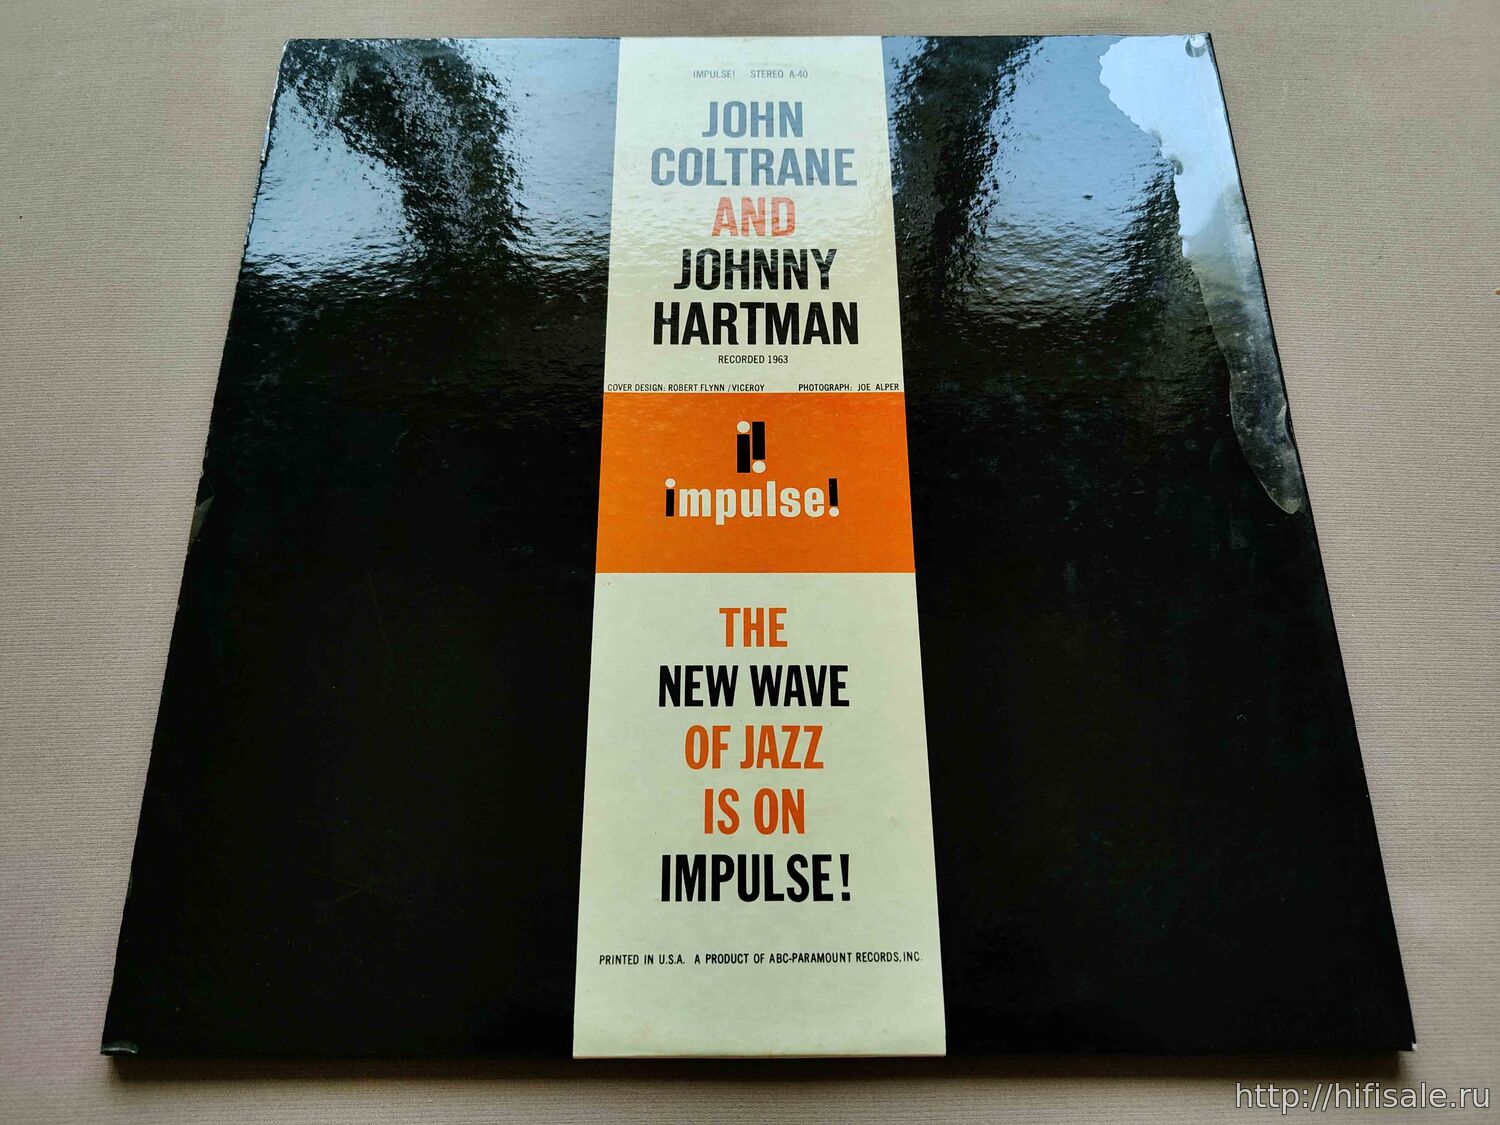 IMPULSE! STEREO A-40
JOHN
COLTRANE
AND
JOHNNY
HARTMAN
RECORDED 1963
COVER DESIGN: ROBERT FLYNN / VICEROY PHOTOGRAPH: JOE ALPER
impulse!
THE
NEW WAVE
OF JAZZ
IS ON
IMPULSE!
PRINTED IN U.S.A. A PRODUCT OF ABC-PARAMOUNT RECORDS, INC.
http://hifisale.ru